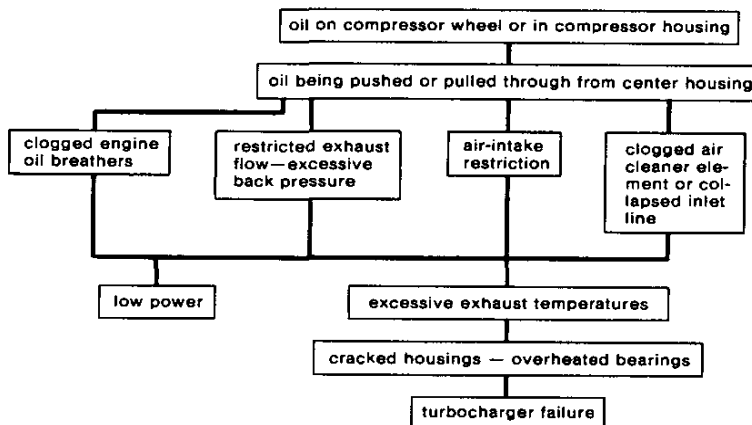 oil on compressor wheel or in compressor housing
oil being pushed or pulled through from center housing
clogged engine
oil breathers
restricted exhaust
flow—excessive
back pressure
air-intake
restriction
clogged air
cleaner ele-
ment or col-
lapsed inlet
line
low power
excessive exhaust temperatures
cracked housings — overheated bearings
turbocharger failure